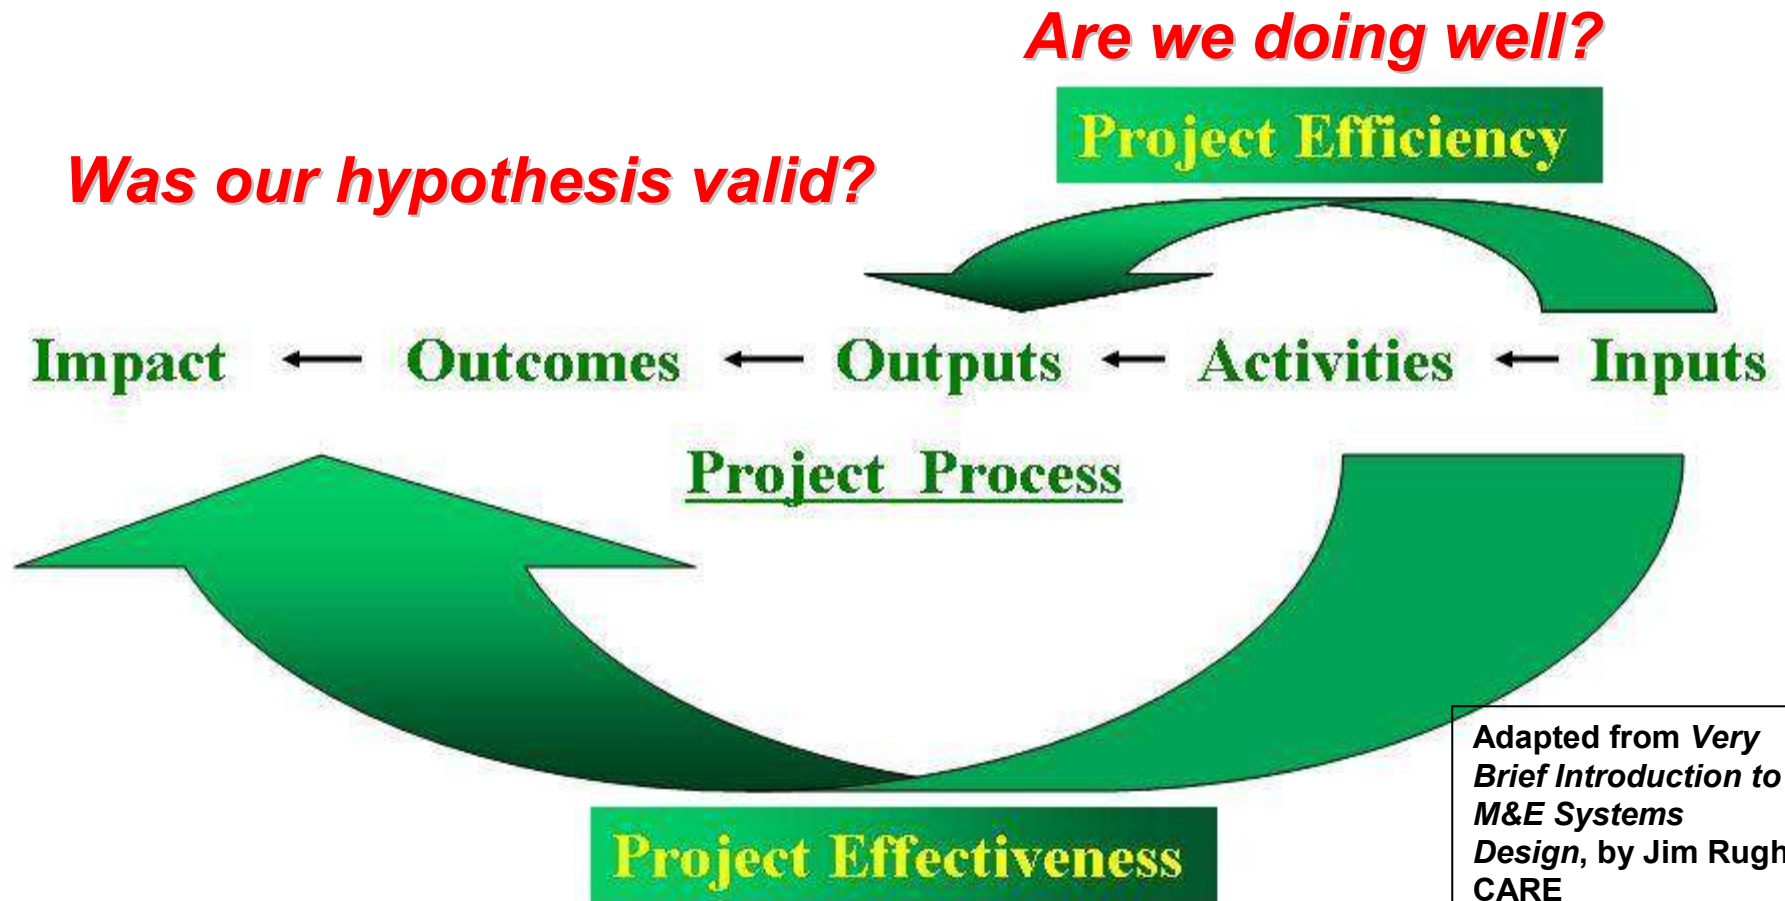 Are we doing well?
Project Efficiency
Was our hypothesis valid?
Impact Outcomes Outputs Activities Inputs
Project Process
Adapted from Very
Brief Introduction to
M&E Systems
Design, by Jim Rugh
CARE
Project Effectiveness